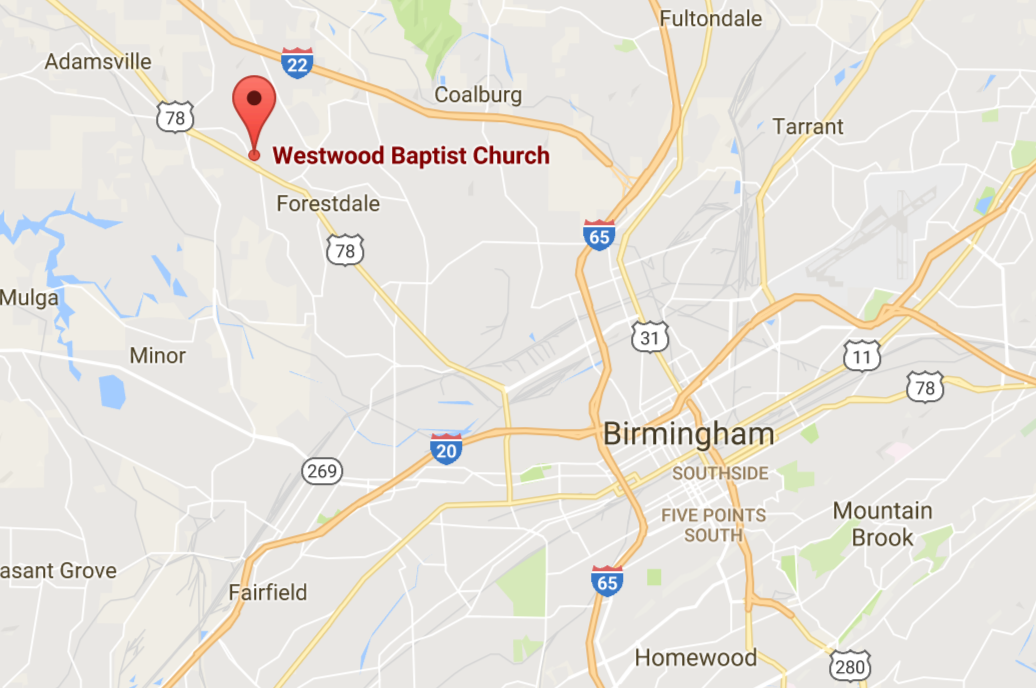 Fultondale
Adamsville
22
Coalburg
78
Tarrant
Westwood Baptist Church
Forestdale
65
78
Mulga
31
Minor
11
78
Birmingham
20
269
SOUTHSIDE
Mountain
Brook
FIVE POINTS
SOUTH
asant Grove
65
Fairfield
Homewood
280